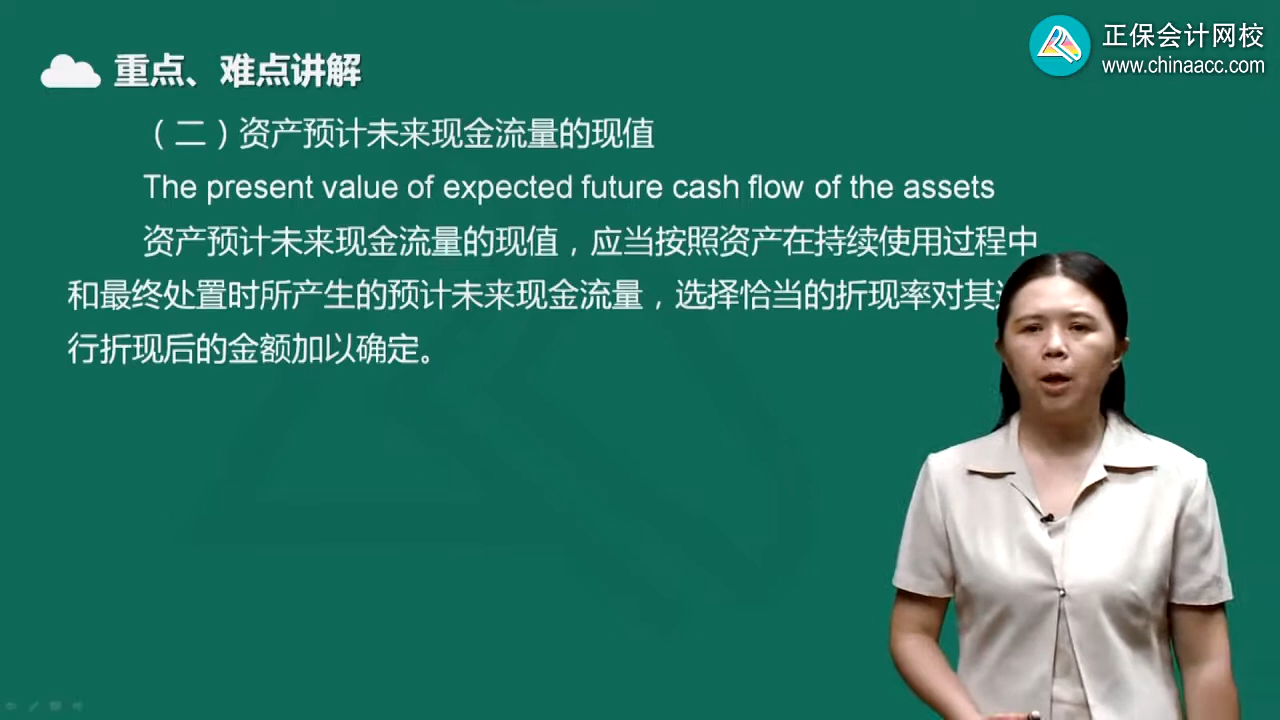 正保会计网校
www.chinaacc.com
重点、难点讲解
（二）资产预计未来现金流量的现值
The present value of expected future cash flow of the assets
资产预计未来现金流量的现值，应当按照资产在持续使用过程中
和最终处置时所产生的预计未来现金流量，选择恰当的折现率对其
行折现后的金额加以确定。